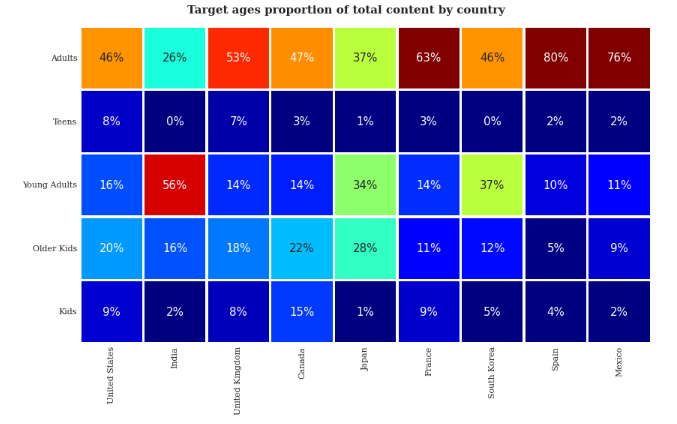 Target ages proportion of total content by country
Adults 46% 26% 53% 47% 37% 63% 46% 80% 76%
Teens 8% 0% 7% 3% 1% 3% 0% 2% 2%
Young Adults 16% 56% 14% 14% 34% 14% 37% 10% 11%
Older Kids 20% 16% 18% 22% 28% 11% 12% 5% 9%
Kids 9% 2% 8% 15% 1% 9% 5% 4% 2%
United States
India
United Kingdom
Canada
Japan
France
South Korea
Spain
Mexico